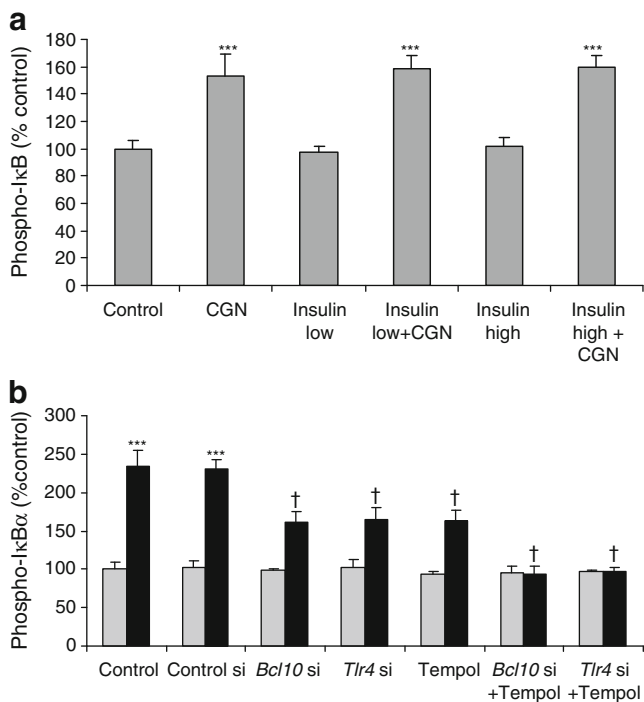 a
Phospho-IκB (% control)
180
160
140
120
100
80
60
40
20
0
***
***
***
Control
CGN
Insulin
low
Insulin
low+CGN
Insulin
high
Insulin
high +
CGN
b
Phospho-IκBα (%control)
300
250
200
150
100
50
0
***
***
†
†
†
†
†
Control
Control si
Bcl10 si
Tlr4 si
Tempol
Bcl10 si
+Tempol
Tlr4 si
+Tempol